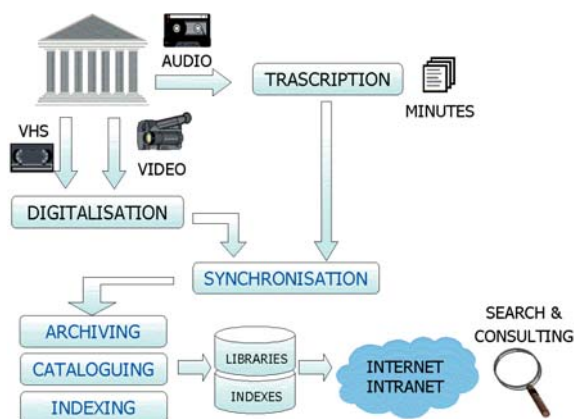 AUDIO
TRASCRIPTION
MINUTES
VHS
VIDEO
DIGITALISATION
SYNCHRONISATION
SEARCH &
CONSULTING
ARCHIVING
CATALOGUING
INDEXING
LIBRARIES
INDEXES
INTERNET
INTRANET